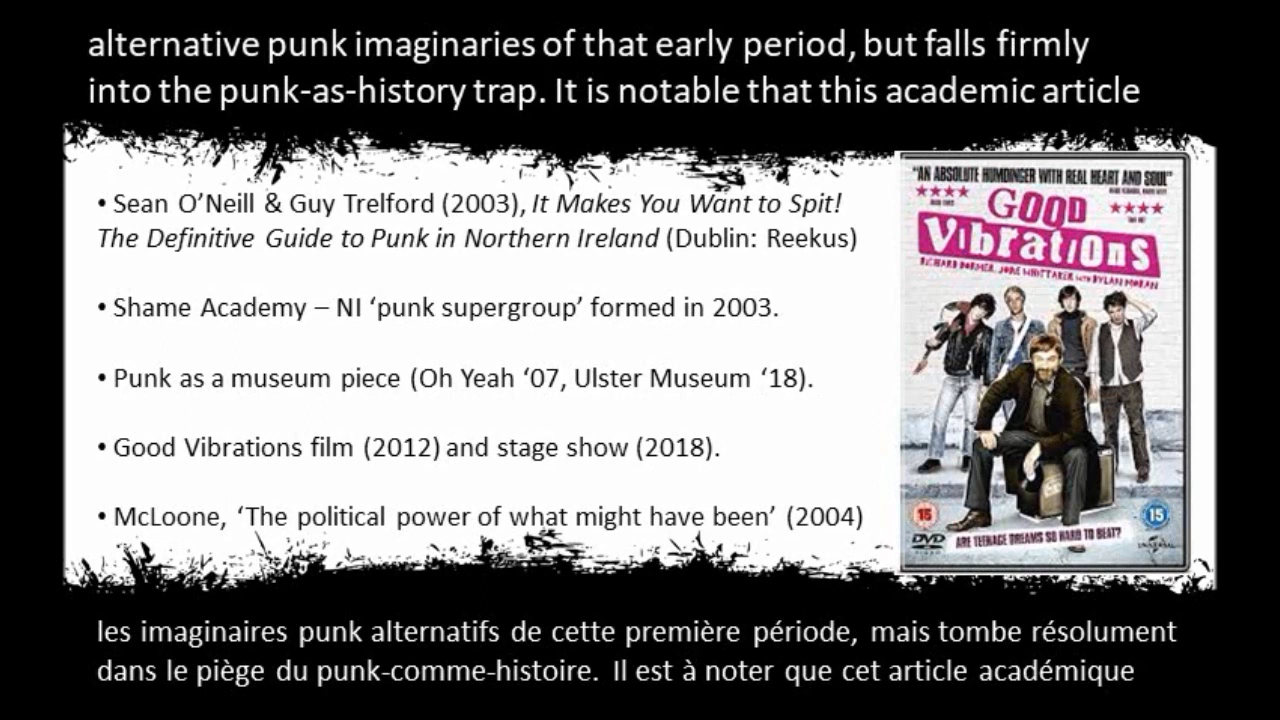 alternative punk imaginaries of that early period, but falls firmly
into the punk-as-history trap. It is notable that this academic article
• Sean O’Neill & Guy Trelford (2003), It Makes You Want to Spit!
The Definitive Guide to Punk in Northern Ireland (Dublin: Reekus)
• Shame Academy – NI ‘punk supergroup’ formed in 2003.
• Punk as a museum piece (Oh Yeah ‘07, Ulster Museum ‘18).
• Good Vibrations film (2012) and stage show (2018).
• McLoone, ‘The political power of what might have been’ (2004)
"AN ABSOLUTE HUMDINGER WITH REAL HEART AND SOUL"
GOOD
VibratIOnS
RICHARD DORMER, JODIE WHITTAKER WITH DYLAN MORAN
15
15
DVD
VIDEO
ARE TEENAGE DREAMS SO HARD TO BEAT?
UNIVERSAL
les imaginaires punk alternatifs de cette première période, mais tombe résolument
dans le piège du punk-comme-histoire. Il est à noter que cet article académique